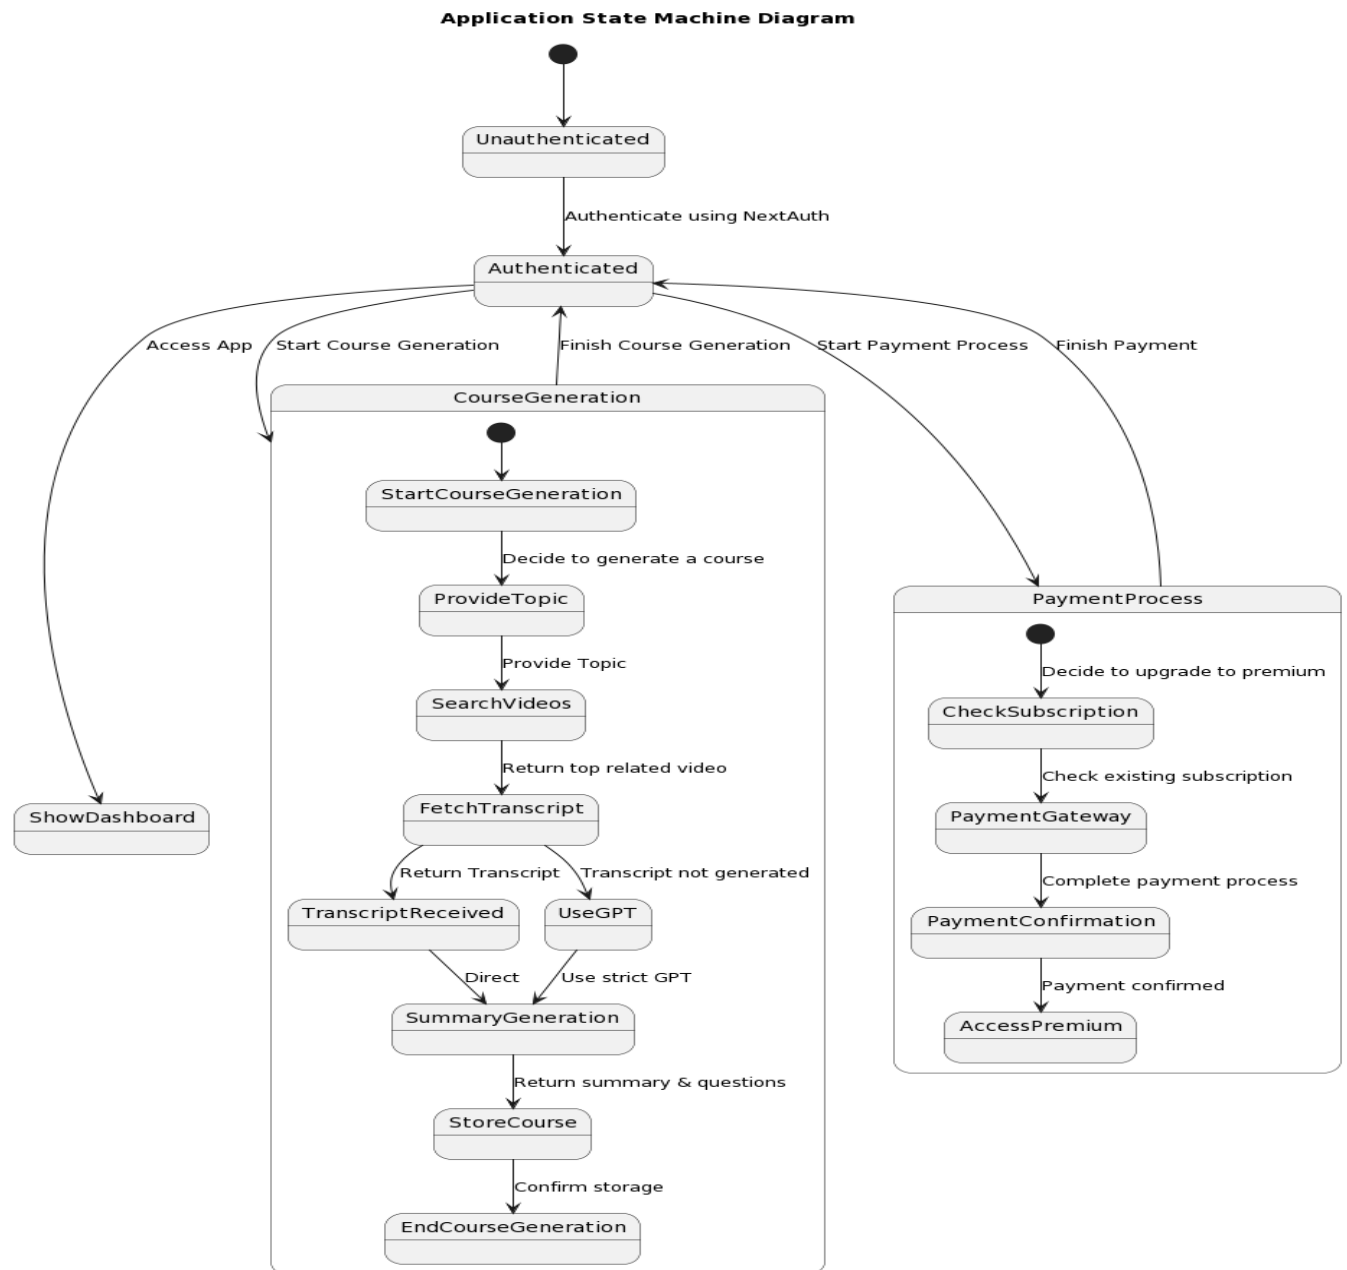 Application State Machine Diagram
Unauthenticated
Authenticate using NextAuth
Authenticated
Access App
Start Course Generation
Finish Course Generation
Start Payment Process
Finish Payment
CourseGeneration
StartCourseGeneration
Decide to generate a course
ProvideTopic
Provide Topic
SearchVideos
Return top related video
FetchTranscript
Return Transcript
Transcript not generated
TranscriptReceived
UseGPT
Direct
Use strict GPT
SummaryGeneration
Return summary & questions
StoreCourse
Confirm storage
EndCourseGeneration
PaymentProcess
Decide to upgrade to premium
CheckSubscription
Check existing subscription
PaymentGateway
Complete payment process
PaymentConfirmation
Payment confirmed
AccessPremium
ShowDashboard